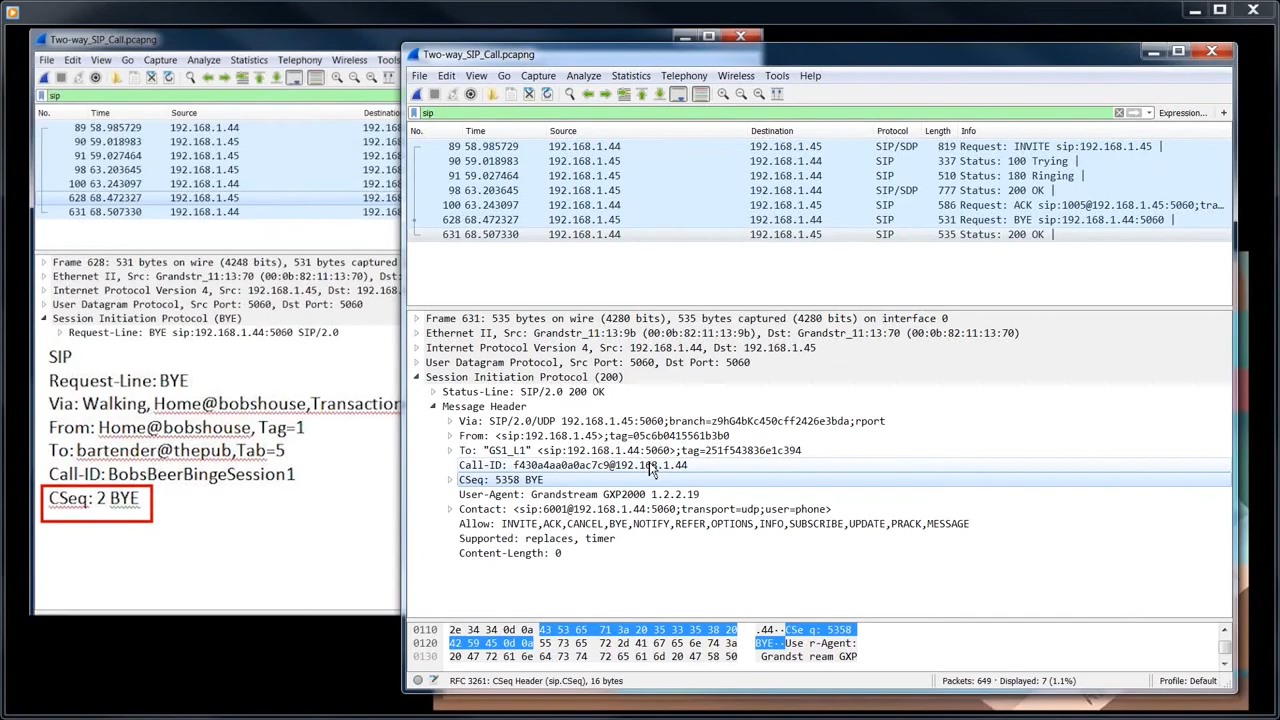 Two-way_SIP_Call.pcapng
File Edit View Go Capture Analyze Statistics Telephony Wireless Tools
sip
No. Time Source Destination
89 58.985729 192.168.1.44 192.168
90 59.018983 192.168.1.45 192.168
91 59.027464 192.168.1.45 192.168
98 63.203645 192.168.1.45 192.168
100 63.243097 192.168.1.44 192.168
628 68.472327 192.168.1.45 192.168
631 68.507330 192.168.1.44 192.168
Frame 628: 531 bytes on wire (4248 bits), 531 bytes captured
Ethernet II, Src: Grandstr_11:13:70 (00:0b:82:11:13:70),
Internet Protocol Version 4, Src: 192.168.1.45, Dst: 192.168
User Datagram Protocol, Src Port: 5060, Dst Port: 5060
Session Initiation Protocol (BYE)
Request-Line: BYE sip:192.168.1.44:5060 SIP/2.0
SIP
Request-Line: BYE
Via: Walking, Home@bobshouse,Transaction
From: Home@bobshouse, Tag=1
To: bartender@thepub,Tab=5
Call-ID: BobsBeerBingeSession1
CSeq: 2 BYE
Two-way_SIP_Call.pcapng
File Edit View Go Capture Analyze Statistics Telephony Wireless Tools Help
sip Expression... +
No. Time Source Destination Protocol Length Info
89 58.985729 192.168.1.44 192.168.1.45 SIP/SDP 819 Request: INVITE sip:192.168.1.45 |
90 59.018983 192.168.1.45 192.168.1.44 SIP 337 Status: 100 Trying |
91 59.027464 192.168.1.45 192.168.1.44 SIP 510 Status: 180 Ringing |
98 63.203645 192.168.1.45 192.168.1.44 SIP/SDP 777 Status: 200 OK |
100 63.243097 192.168.1.44 192.168.1.45 SIP 586 Request: ACK sip:1005@192.168.1.45:5060;tra…
628 68.472327 192.168.1.45 192.168.1.44 SIP 531 Request: BYE sip:192.168.1.44:5060 |
631 68.507330 192.168.1.44 192.168.1.45 SIP 535 Status: 200 OK |
Frame 631: 535 bytes on wire (4280 bits), 535 bytes captured (4280 bits) on interface 0
Ethernet II, Src: Grandstr_11:13:9b (00:0b:82:11:13:9b), Dst: Grandstr_11:13:70 (00:0b:82:11:13:70)
Internet Protocol Version 4, Src: 192.168.1.44, Dst: 192.168.1.45
User Datagram Protocol, Src Port: 5060, Dst Port: 5060
Session Initiation Protocol (200)
Status-Line: SIP/2.0 200 OK
Message Header
Via: SIP/2.0/UDP 192.168.1.45:5060;branch=z9hG4bKc450cff2426e3bda;rport
From: <sip:192.168.1.45>;tag=05c6b0415561b3b0
To: "GS1_L1" <sip:192.168.1.44:5060>;tag=251f543836e1c394
Call-ID: f430a4aa0a0ac7c9@192.168.1.44
CSeq: 5358 BYE
User-Agent: Grandstream GXP2000 1.2.2.19
Contact: <sip:6001@192.168.1.44:5060;transport=udp;user=phone>
Allow: INVITE,ACK,CANCEL,BYE,NOTIFY,REFER,OPTIONS,INFO,SUBSCRIBE,UPDATE,PRACK,MESSAGE
Supported: replaces, timer
Content-Length: 0
0110 2e 34 34 0d 0a 43 53 65 71 3a 20 35 33 35 38 20 .44··CSe q: 5358
0120 42 59 45 0d 0a 55 73 65 72 2d 41 67 65 6e 74 3a BYE··Use r-Agent:
0130 20 47 72 61 6e 64 73 74 72 65 61 6d 20 47 58 50 Grandst ream GXP
RFC 3261: CSeq Header (sip.CSeq), 16 bytes Packets: 649 · Displayed: 7 (1.1%) Profile: Default